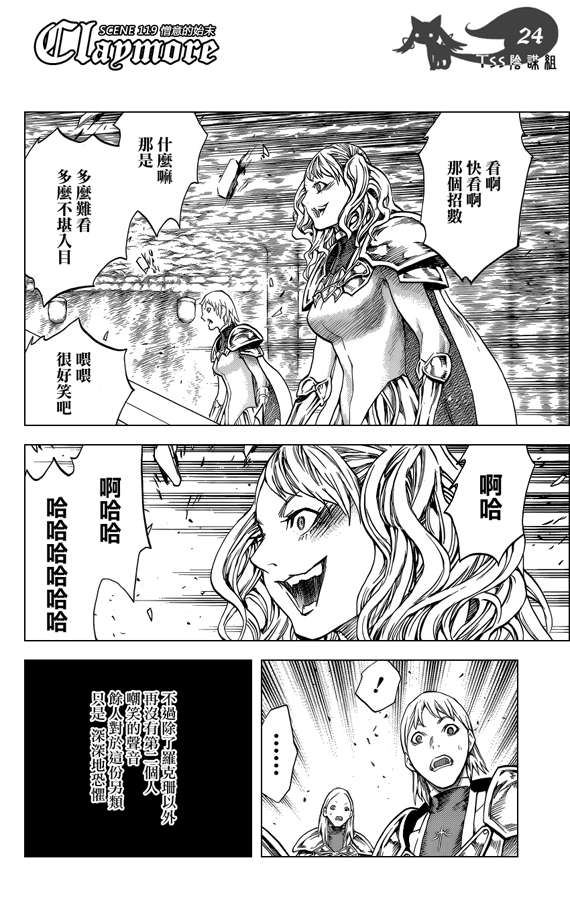 SCENE 119 憎意的始末
Claymore
24
TSS陰謀組
看啊
快看啊
那個招數
什麼嘛
那是
多麼難看
多麼不堪入目
喂喂
很好笑吧
啊哈
啊哈哈
哈哈哈哈哈哈哈
!
……
不過除了羅克珊以外
再沒有第二個人
嘲笑的聲音
餘人對於這份另類
只是 深深地恐懼